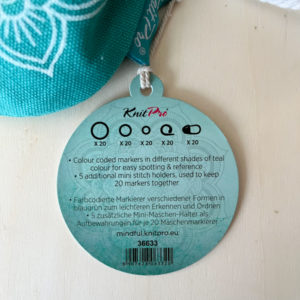 KnitPro
X 20 X 20 X 20 X 20 X 20
• Colour coded markers in different shades of teal
colour for easy spotting & reference
• 5 additional mini stitch holders, used to keep
20 markers together
• Farbcodierte Markierer verschiedener Formen in
blaugrün zum leichteren Erkennen und Ordnen
• 5 zusätzliche Mini-Maschen-Halter als
Aufbewahrungen für je 20 Maschenmarkierer
mindful.knitpro.eu
36633